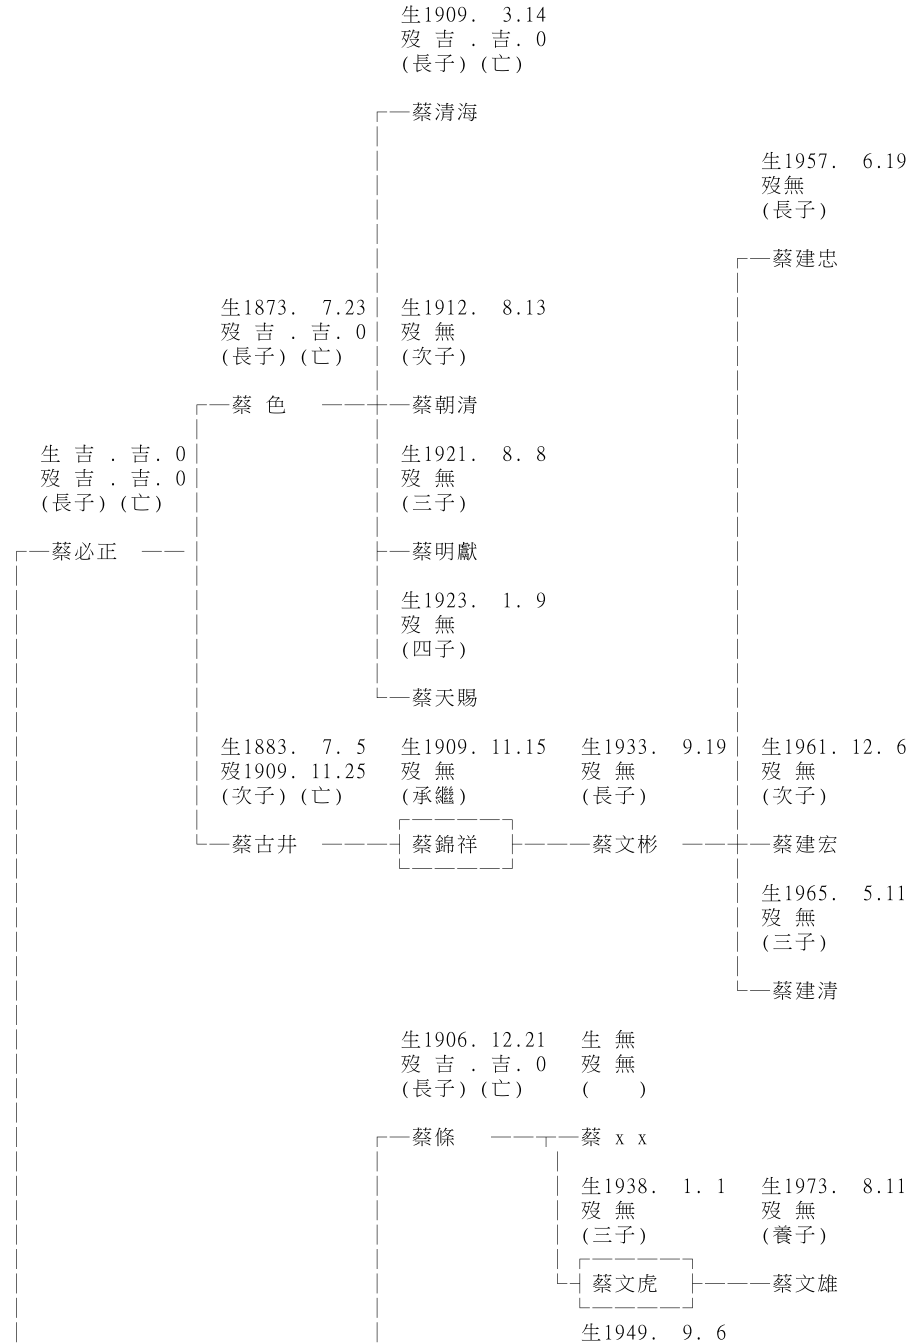 生1909. 3.14
歿 吉 . 吉. 0
(長子) (亡)
蔡清海
生1957. 6.19
歿無
(長子)
蔡建忠
生1873. 7.23 生1912. 8.13
歿 吉 . 吉. 0 歿 無
(長子) (亡) (次子)
蔡 色 蔡朝清
生 吉 . 吉. 0 生1921. 8. 8
歿 吉 . 吉. 0 歿 無
(長子) (亡) (三子)
蔡必正 蔡明獻
生1923. 1. 9
歿 無
(四子)
蔡天賜
生1883. 7. 5 生1909. 11.15 生1933. 9.19 生1961. 12. 6
歿1909. 11.25 歿 無 歿 無 歿 無
(次子) (亡) (承繼) (長子) (次子)
蔡古井 蔡錦祥 蔡文彬 蔡建宏
生1965. 5.11
歿 無
(三子)
蔡建清
生1906. 12.21 生 無
歿 吉 . 吉. 0 歿 無
(長子) (亡) ( )
蔡條 蔡 x x
生1938. 1. 1 生1973. 8.11
歿 無 歿 無
(三子) (養子)
蔡文虎 蔡文雄
生1949. 9. 6